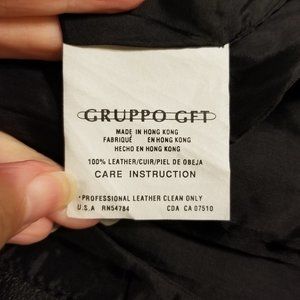 GRUPPO GFT
MADE IN HONG KONG
FABRIQUÉ EN HONG KONG
HECHO EN HONG KONG
100% LEATHER/CUIR/PIEL DE OBEJA
CARE INSTRUCTION
*PROFESSIONAL LEATHER CLEAN ONLY
U.S.A RN54784 CDA CA 07510